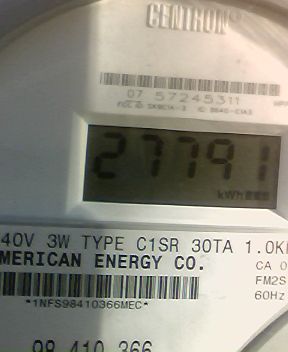 CENTRON®
07 57245311
27791
kWh
40V 3W TYPE C1SR 30TA 1.0K
MERICAN ENERGY CO.
CA 0
FM2S
60Hz
*1NFS98410366MEC*
98 410 366